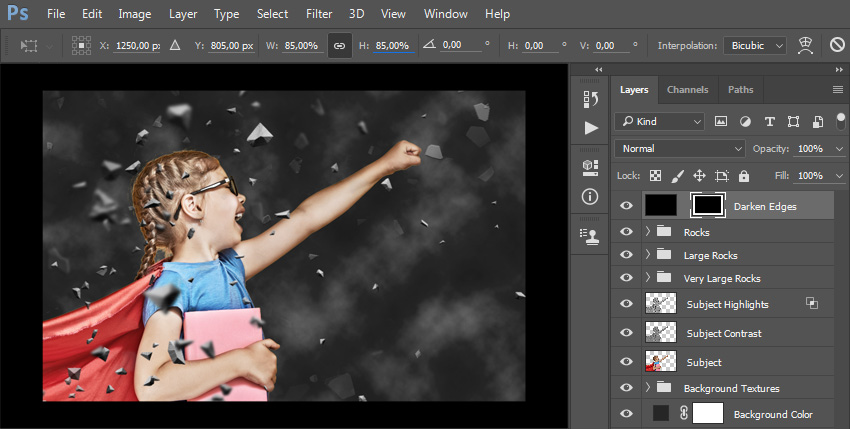 Ps File Edit Image Layer Type Select Filter 3D View Window Help
X: 1250,00 px Y: 805,00 px W: 85,00% H: 85,00% 0,00 ° H: 0,00 ° V: 0,00 ° Interpolation: Bicubic
Layers Channels Paths
Kind
Normal Opacity: 100%
Lock: Fill: 100%
Darken Edges
Rocks
Large Rocks
Very Large Rocks
Subject Highlights
Subject Contrast
Subject
Background Textures
Background Color